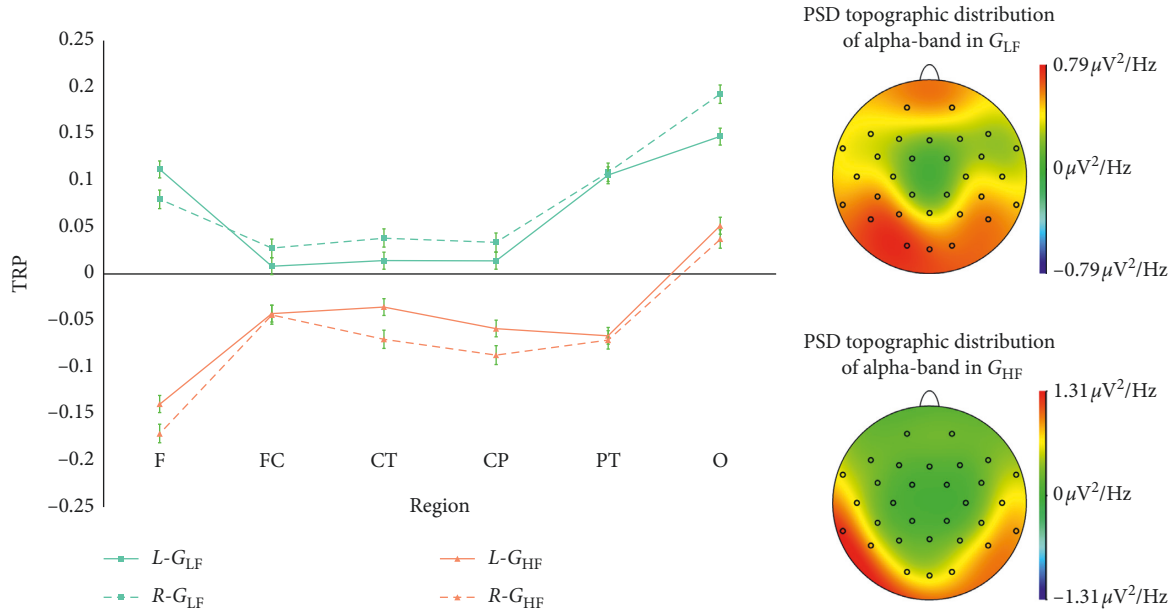 0.25
0.2
0.15
0.1
0.05
0
−0.05
−0.1
−0.15
−0.2
−0.25
TRP
F FC CT CP PT O
Region
L-GLF
R-GLF
L-GHF
R-GHF
PSD topographic distribution
of alpha-band in GLF
0.79 μV²/Hz
0 μV²/Hz
−0.79 μV²/Hz
PSD topographic distribution
of alpha-band in GHF
1.31 μV²/Hz
0 μV²/Hz
−1.31 μV²/Hz